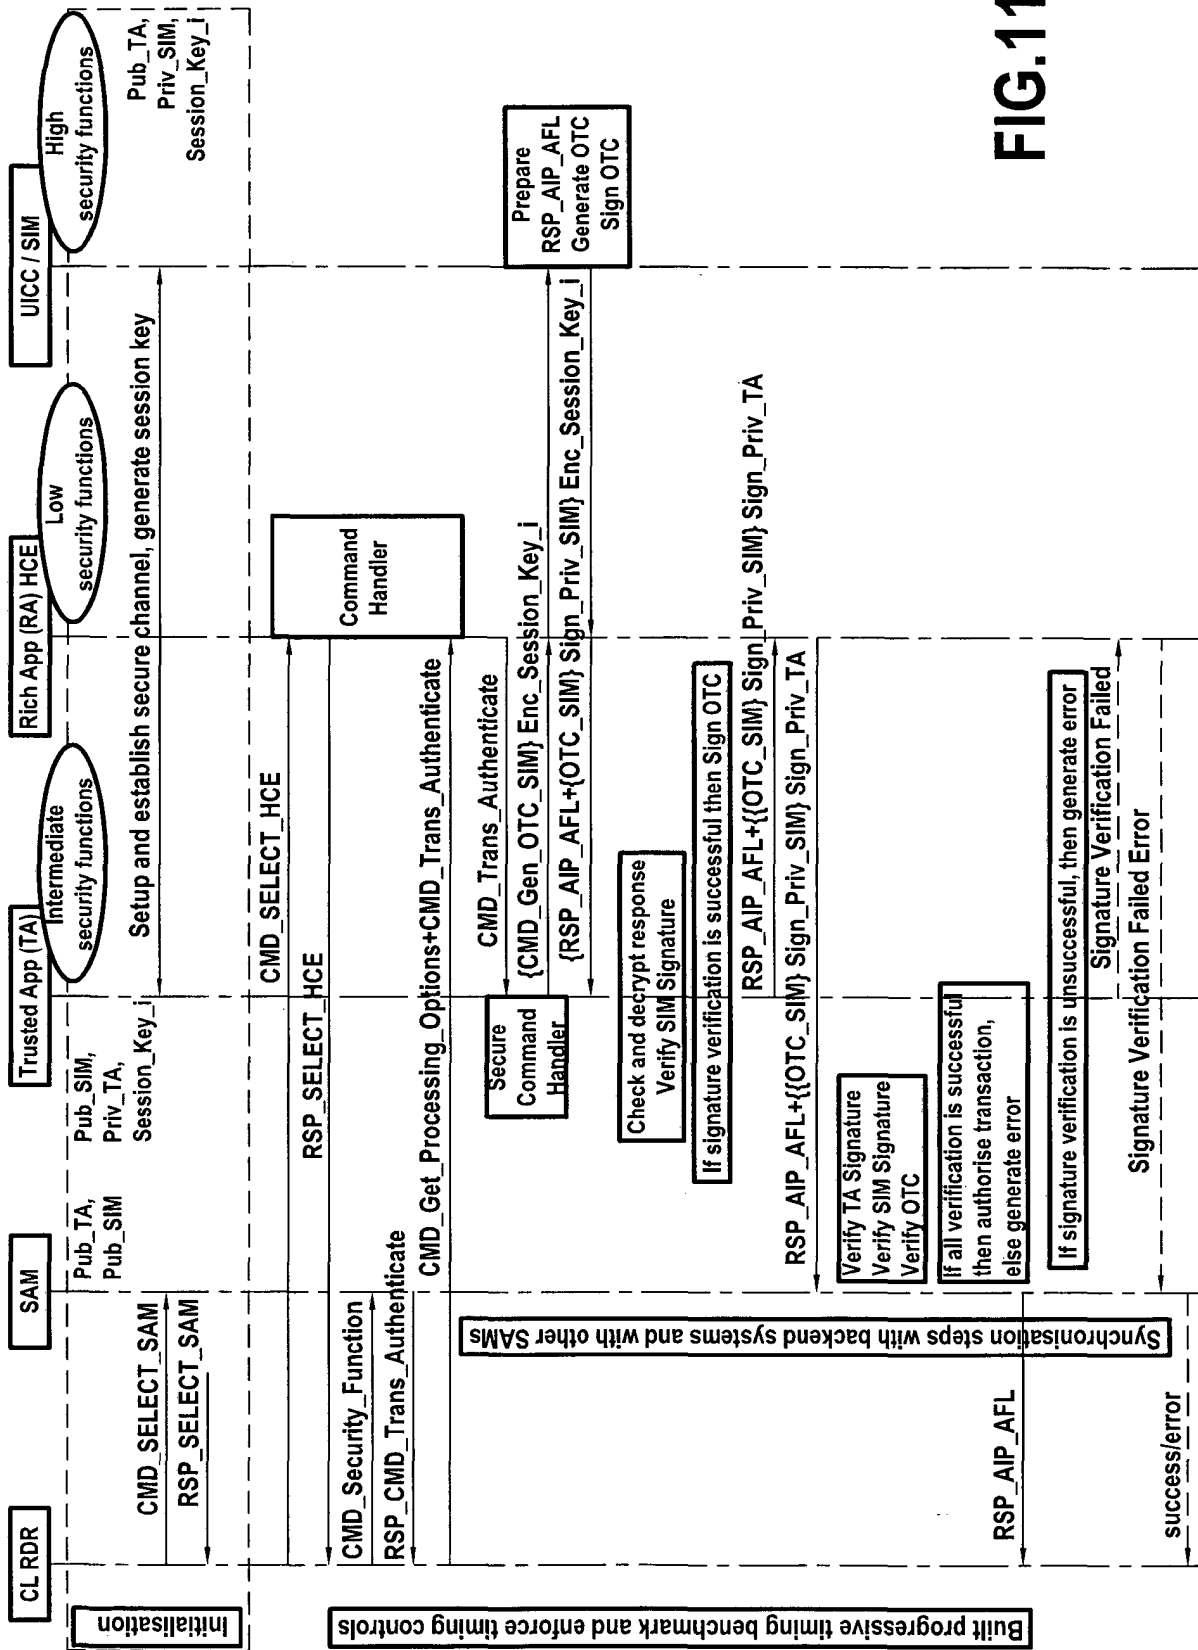 CL RDR
SAM
Trusted App (TA)
Rich App (RA) HCE
UICC / SIM
Intermediate
security functions
Low
security functions
High
security functions
Initialisation
Pub_TA,
Pub_SIM
Pub_SIM,
Priv_TA,
Session_Key_i
Pub_TA,
Priv_SIM,
Session_Key_i
CMD_SELECT_SAM
RSP_SELECT_SAM
Setup and establish secure channel, generate session key
Built progressive timing benchmark and enforce timing controls
CMD_SELECT_HCE
RSP_SELECT_HCE
Command
Handler
CMD_Security_Function
RSP_CMD_Trans_Authenticate
CMD_Get_Processing_Options+CMD_Trans_Authenticate
Synchronisation steps with backend systems and with other SAMs
CMD_Trans_Authenticate
Secure
Command
Handler
{CMD_Gen_OTC_SIM} Enc_Session_Key_i
Prepare
RSP_AIP_AFL
Generate OTC
Sign OTC
{RSP_AIP_AFL+{OTC_SIM} Sign_Priv_SIM} Enc_Session_Key_i
Check and decrypt response
Verify SIM Signature
If signature verification is successful then Sign OTC
RSP_AIP_AFL+{{OTC_SIM} Sign_Priv_SIM} Sign_Priv_TA
RSP_AIP_AFL+{{OTC_SIM} Sign_Priv_SIM} Sign_Priv_TA
Verify TA Signature
Verify SIM Signature
Verify OTC
If all verification is successful
then authorise transaction,
else generate error
RSP_AIP_AFL
If signature verification is unsuccessful, then generate error
Signature Verification Failed
Signature Verification Failed Error
success/error
FIG.11